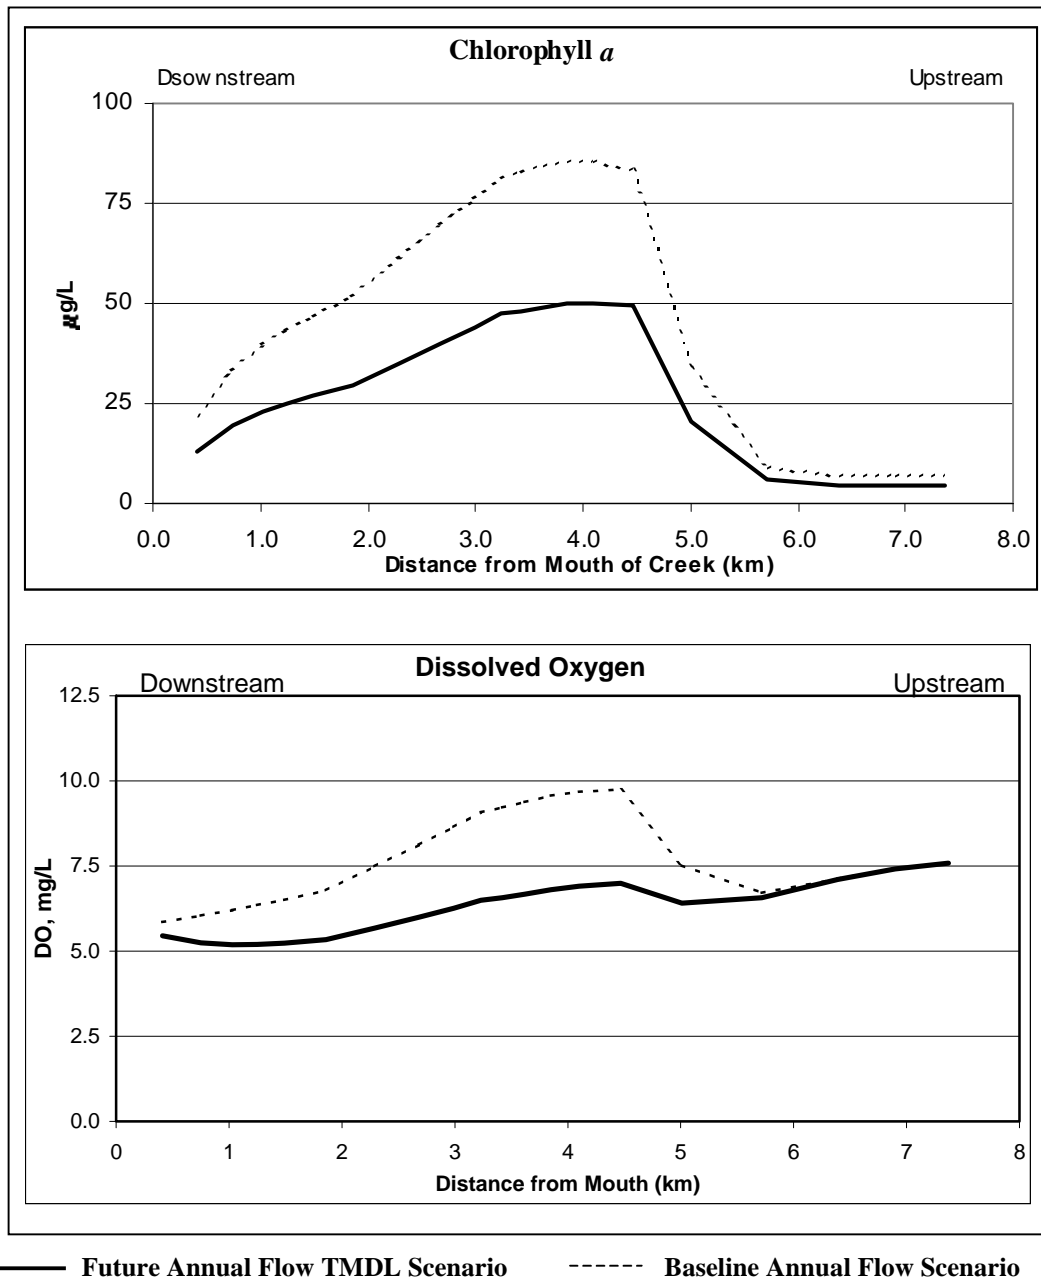 Chlorophyll a
Dsow nstream Upstream
100
75
50
25
0
µg/L
0.0 1.0 2.0 3.0 4.0 5.0 6.0 7.0 8.0
Distance from Mouth of Creek (km)
Dissolved Oxygen
Downstream Upstream
12.5
10.0
7.5
5.0
2.5
0.0
DO, mg/L
0 1 2 3 4 5 6 7 8
Distance from Mouth (km)
Future Annual Flow TMDL Scenario Baseline Annual Flow Scenario